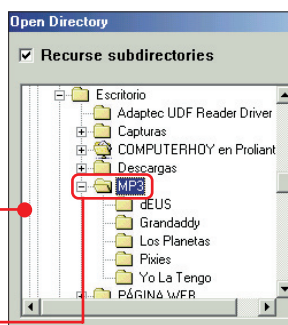 Open Directory
Recurse subdirectories
Escritorio
Adaptec UDF Reader Driver
Capturas
COMPUTERHOY en Proliant
Descargas
MP3
dEUS
Grandaddy
Los Planetas
Pixies
Yo La Tengo
PÁGINA WEB